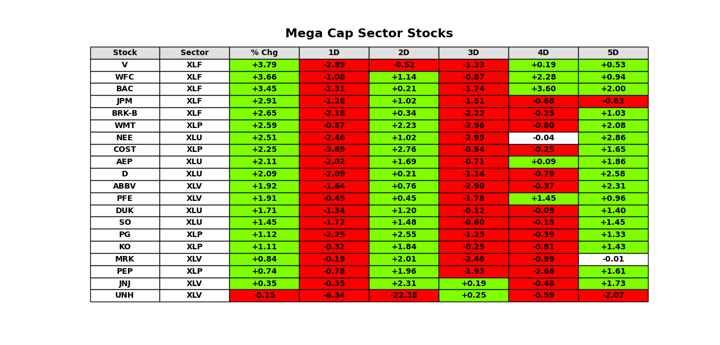 Mega Cap Sector Stocks
Stock Sector % Chg 1D 2D 3D 4D 5D
V XLF +3.79 -2.89 -0.52 -1.33 +0.19 +0.53
WFC XLF +3.66 -1.08 +1.14 -0.87 +2.28 +0.94
BAC XLF +3.45 -1.31 +0.21 -1.74 +3.60 +2.00
JPM XLF +2.91 -1.28 +1.02 -1.51 -0.68 -0.63
BRK-B XLF +2.65 -2.18 +0.34 -2.22 -0.25 +1.03
WMT XLP +2.59 -0.87 +2.23 -2.96 -0.80 +2.08
NEE XLU +2.51 -2.46 +1.02 -2.99 -0.04 +2.86
COST XLP +2.25 -3.69 +2.76 -0.94 -0.25 +1.65
AEP XLU +2.11 -2.02 +1.69 -0.71 +0.09 +1.86
D XLU +2.09 -2.09 +0.21 -1.14 -0.79 +2.58
ABBV XLV +1.92 -1.64 +0.76 -2.90 -0.37 +2.31
PFE XLV +1.91 -0.45 +0.45 -1.78 +1.45 +0.96
DUK XLU +1.71 -1.34 +1.20 -0.12 -0.09 +1.40
SO XLU +1.45 -1.72 +1.48 -0.60 -0.15 +1.45
PG XLP +1.12 -2.25 +2.55 -1.23 -0.39 +1.33
KO XLP +1.11 -0.32 +1.84 -0.25 -0.81 +1.43
MRK XLV +0.84 -0.19 +2.01 -2.46 -0.99 -0.01
PEP XLP +0.74 -0.78 +1.96 -1.93 -2.66 +1.61
JNJ XLV +0.35 -0.35 +2.31 +0.19 -0.48 +1.73
UNH XLV -0.15 -6.34 -22.38 +0.25 -0.59 -2.07